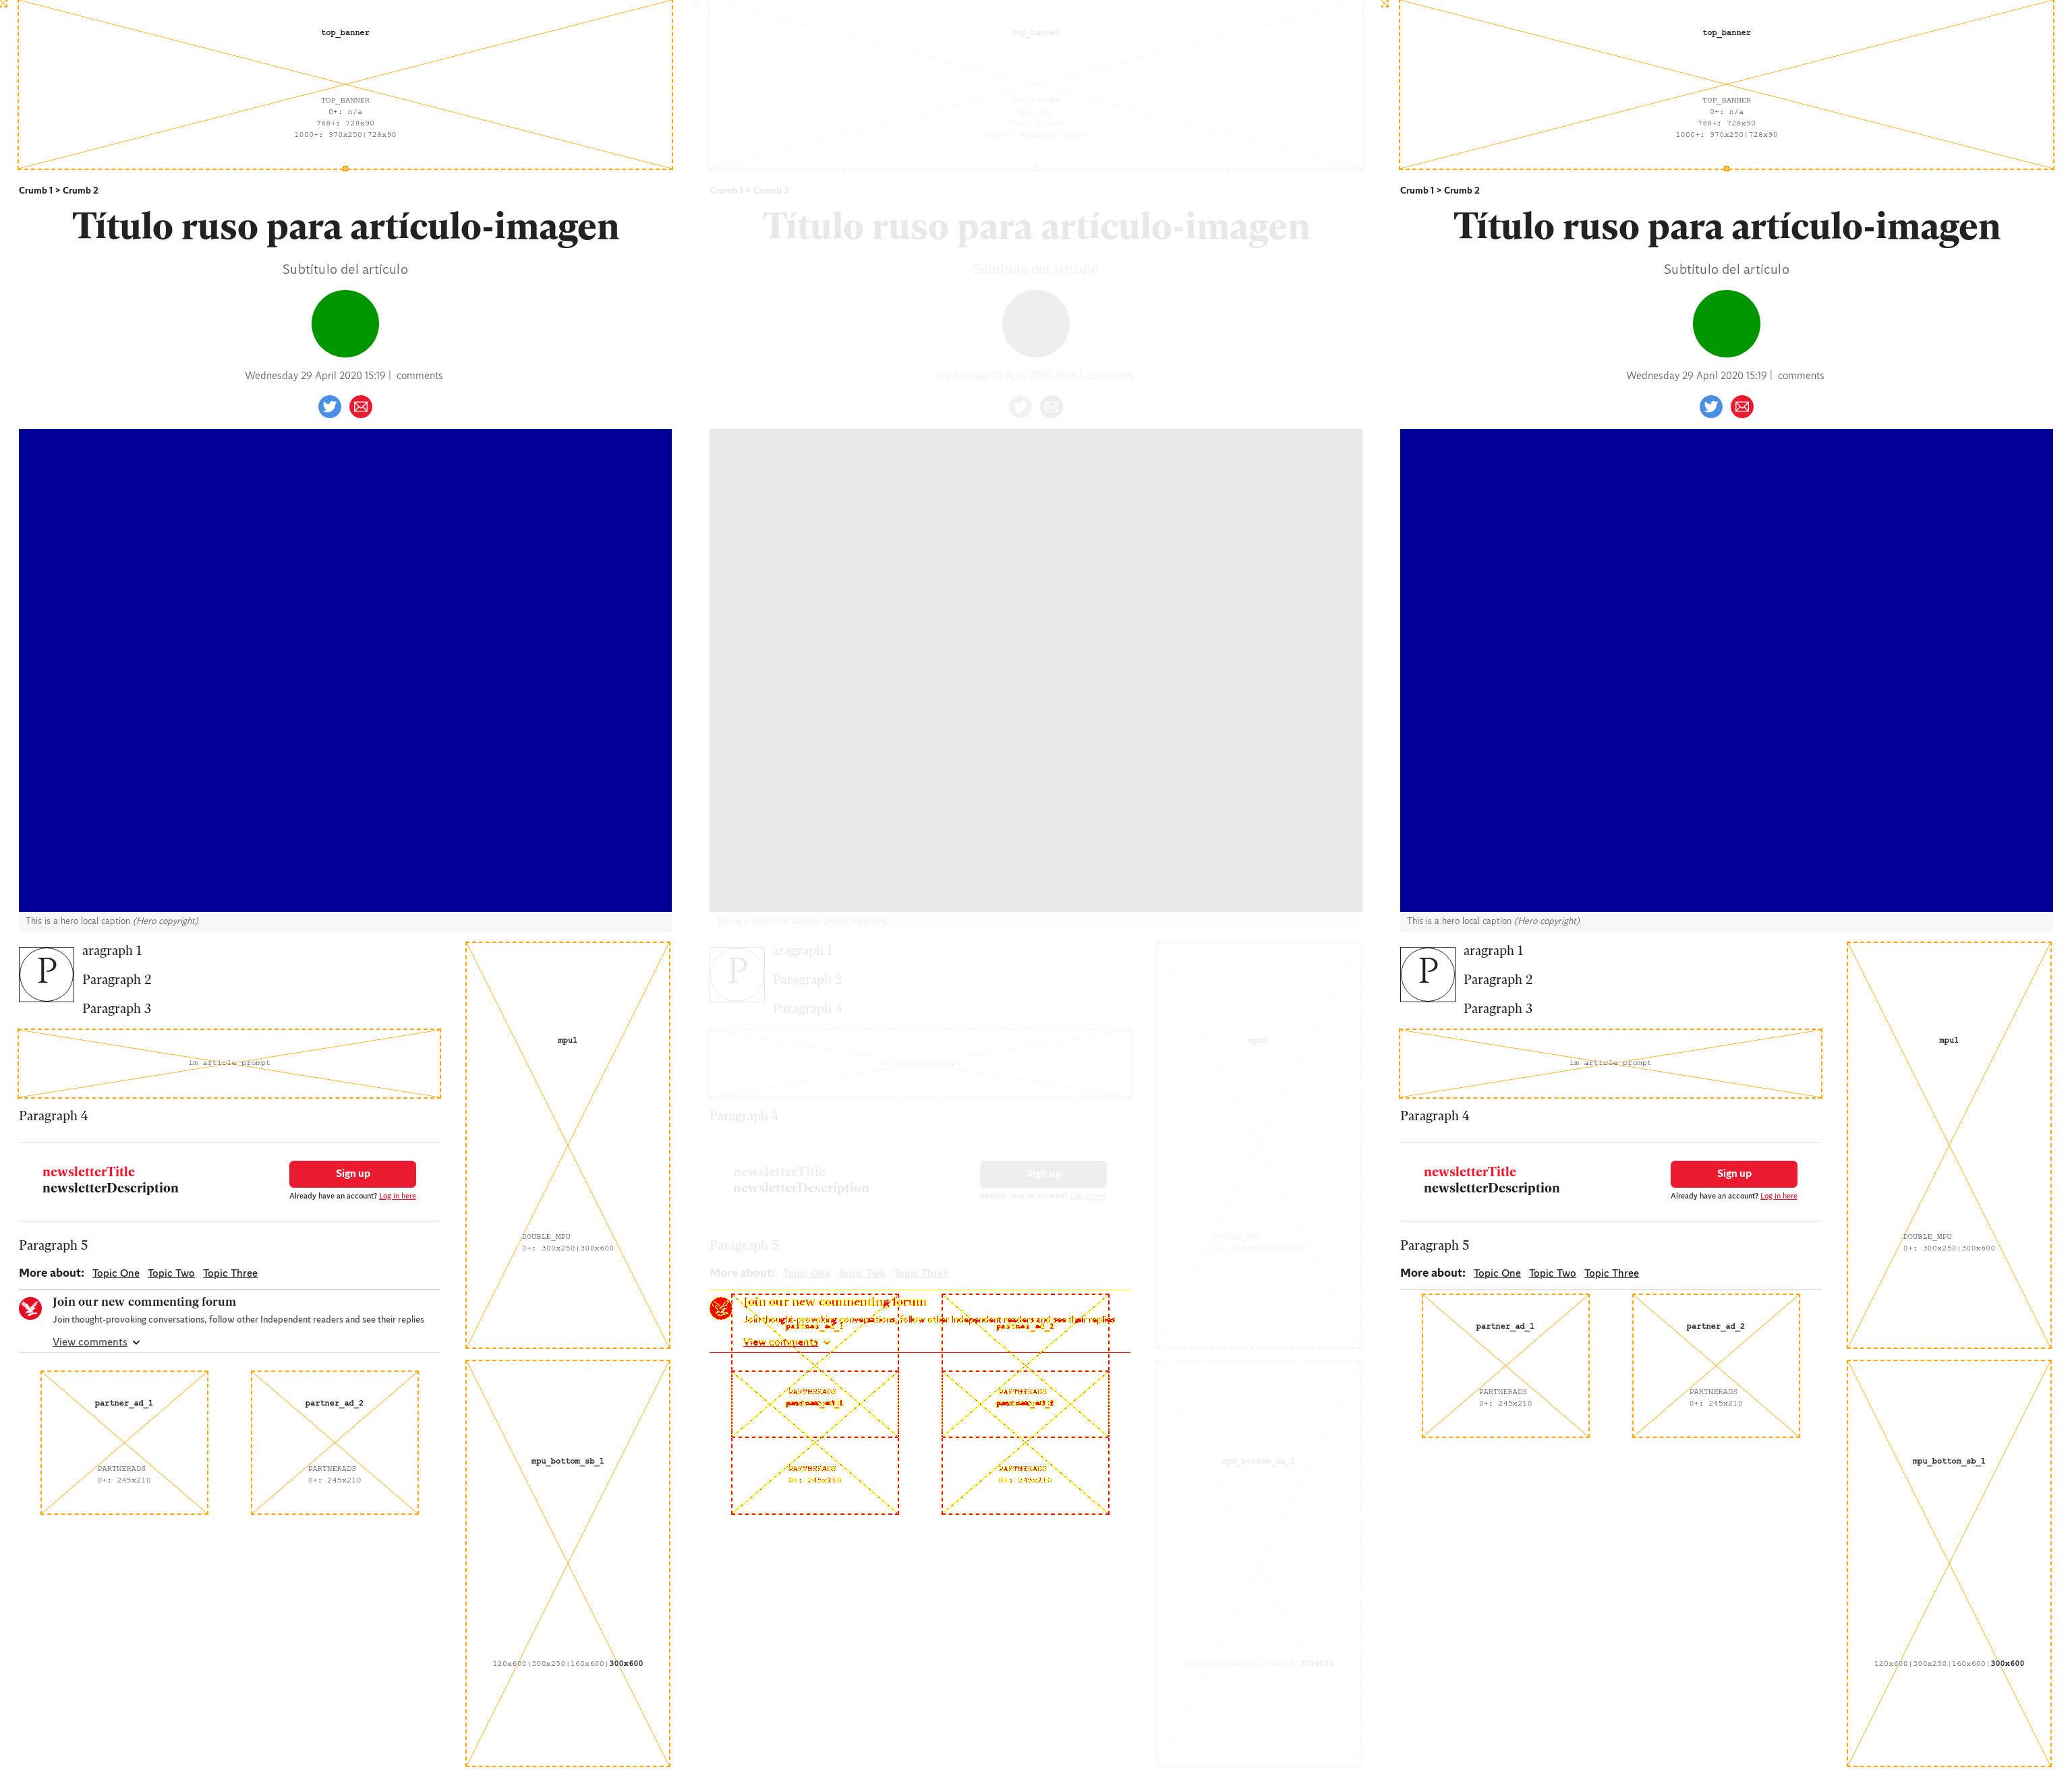 top_banner
TOP_BANNER
0+: n/a
768+: 728x90
1000+: 970x250|728x90
Crumb 1 > Crumb 2
Título ruso para artículo-imagen
Subtítulo del artículo
Wednesday 29 April 2020 15:19 | comments
This is a hero local caption (Hero copyright)
P
aragraph 1
Paragraph 2
Paragraph 3
im article prompt
Paragraph 4
newsletterTitle
newsletterDescription
Sign up
Already have an account? Log in here
Paragraph 5
More about: Topic One Topic Two Topic Three
Join our new commenting forum
Join thought-provoking conversations, follow other Independent readers and see their replies
View comments
partner_ad_1
PARTNERADS
0+: 245x210
partner_ad_2
PARTNERADS
0+: 245x210
mpu1
DOUBLE_MPU
0+: 300x250|300x600
mpu_bottom_sb_1
120x600|300x250|160x600|300x600
top_banner
TOP_BANNER
0+: n/a
768+: 728x90
1000+: 970x250|728x90
Crumb 1 > Crumb 2
Título ruso para artículo-imagen
Subtítulo del artículo
Wednesday 29 April 2020 15:19 | comments
This is a hero local caption (Hero copyright)
P
aragraph 1
Paragraph 2
Paragraph 3
im article prompt
Paragraph 4
newsletterTitle
newsletterDescription
Sign up
Already have an account? Log in here
Paragraph 5
More about: Topic One Topic Two Topic Three
Join our new commenting forum
Join thought-provoking conversations, follow other Independent readers and see their replies
partner_ad_1
partner_ad_2
View comments
PARTNERADS
PARTNERADS
partner_ad_1
partner_ad_2
PARTNERADS
0+: 245x210
PARTNERADS
0+: 245x210
mpu1
DOUBLE_MPU
0+: 300x250|300x600
mpu_bottom_sb_1
120x600|300x250|160x600|300x600
top_banner
TOP_BANNER
0+: n/a
768+: 728x90
1000+: 970x250|728x90
Crumb 1 > Crumb 2
Título ruso para artículo-imagen
Subtítulo del artículo
Wednesday 29 April 2020 15:19 | comments
This is a hero local caption (Hero copyright)
P
aragraph 1
Paragraph 2
Paragraph 3
im article prompt
Paragraph 4
newsletterTitle
newsletterDescription
Sign up
Already have an account? Log in here
Paragraph 5
More about: Topic One Topic Two Topic Three
partner_ad_1
PARTNERADS
0+: 245x210
partner_ad_2
PARTNERADS
0+: 245x210
mpu1
DOUBLE_MPU
0+: 300x250|300x600
mpu_bottom_sb_1
120x600|300x250|160x600|300x600